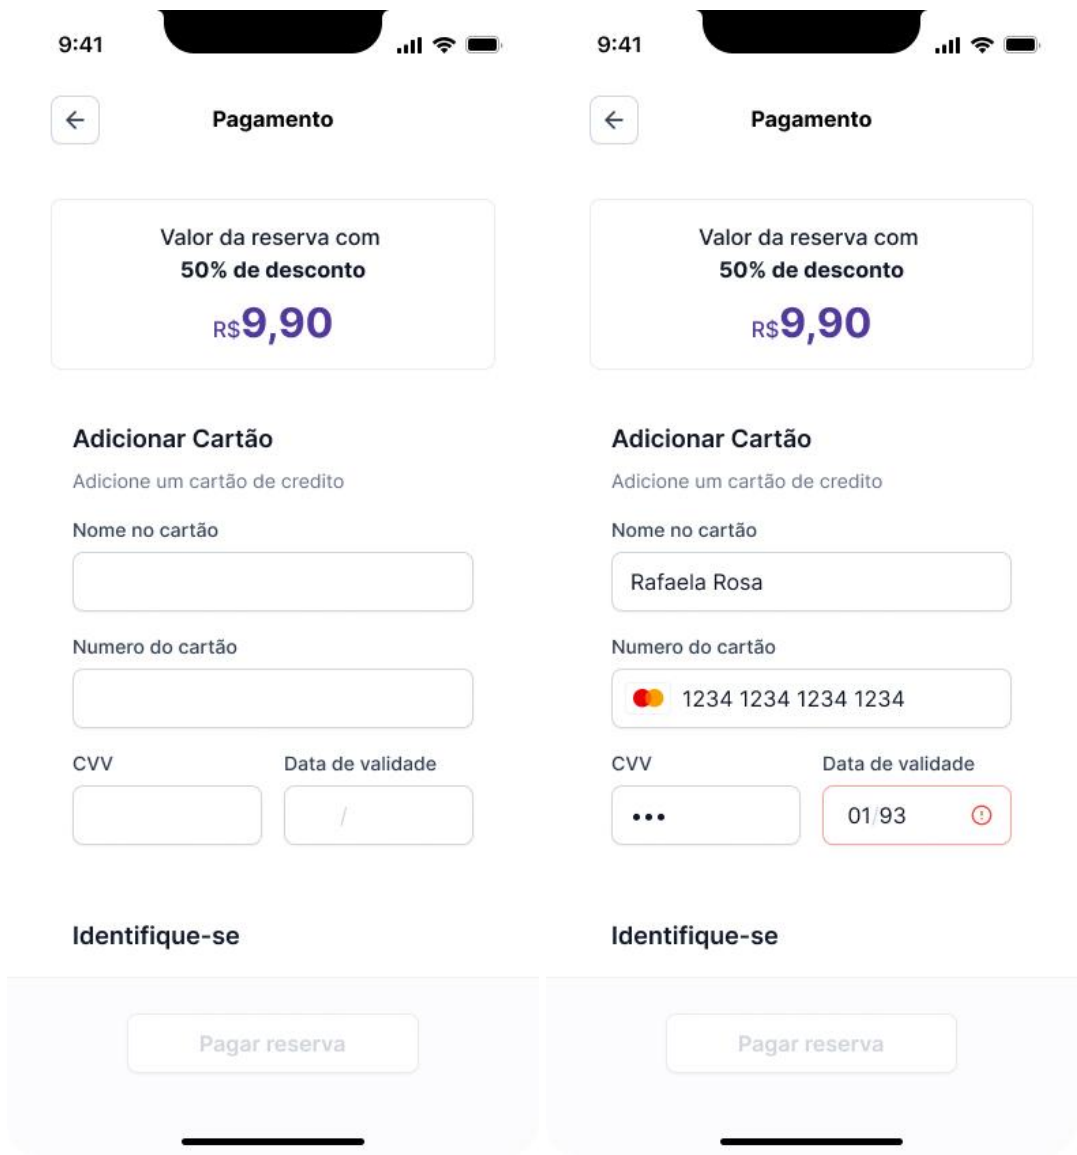 9:41
Pagamento
Valor da reserva com
50% de desconto
R$9,90
Adicionar Cartão
Adicione um cartão de credito
Nome no cartão
Numero do cartão
CVV Data de validade
/
Identifique-se
Pagar reserva
9:41
Pagamento
Valor da reserva com
50% de desconto
R$9,90
Adicionar Cartão
Adicione um cartão de credito
Nome no cartão
Rafaela Rosa
Numero do cartão
1234 1234 1234 1234
CVV Data de validade
••• 01/93
Identifique-se
Pagar reserva